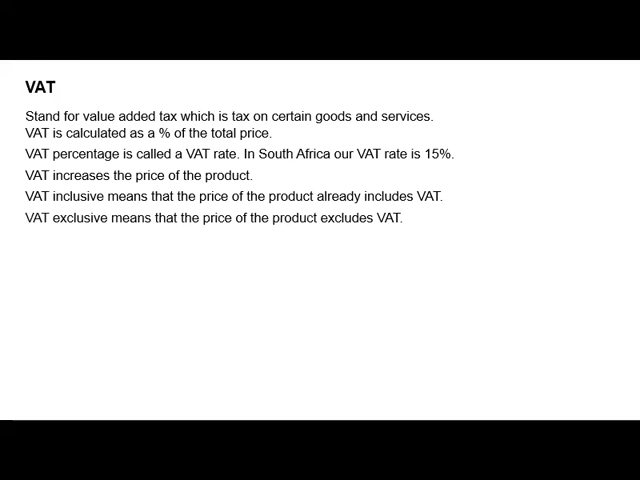 VAT
Stand for value added tax which is tax on certain goods and services.
VAT is calculated as a % of the total price.
VAT percentage is called a VAT rate. In South Africa our VAT rate is 15%.
VAT increases the price of the product.
VAT inclusive means that the price of the product already includes VAT.
VAT exclusive means that the price of the product excludes VAT.